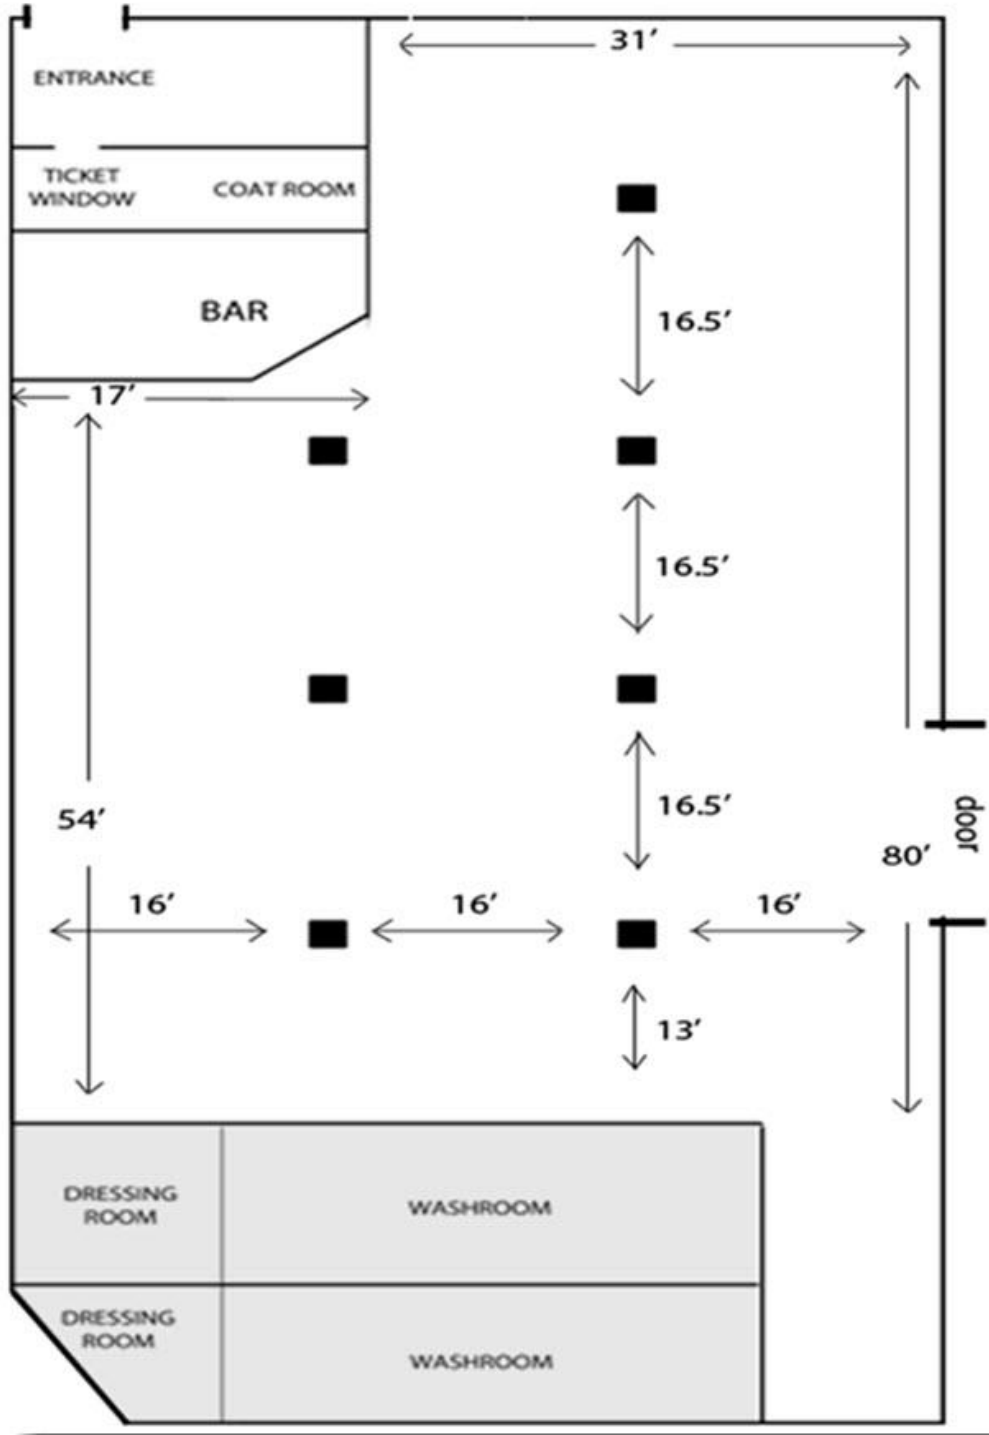 31′
ENTRANCE
TICKET
WINDOW
COAT ROOM
BAR
16.5′
17′
16.5′
54′
16.5′
door
80′
16′
16′
16′
13′
DRESSING
ROOM
WASHROOM
DRESSING
ROOM
WASHROOM